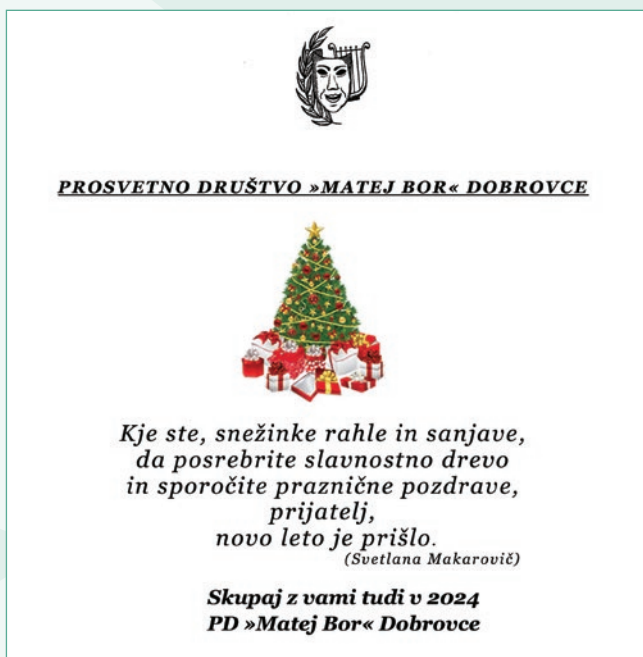 PROSVETNO DRUŠTVO »MATEJ BOR« DOBROVCE
Kje ste, snežinke rahle in sanjave,
da posrebrite slavnostno drevo
in sporočite praznične pozdrave,
prijatelj,
novo leto je prišlo.
(Svetlana Makarovič)
Skupaj z vami tudi v 2024
PD »Matej Bor« Dobrovce